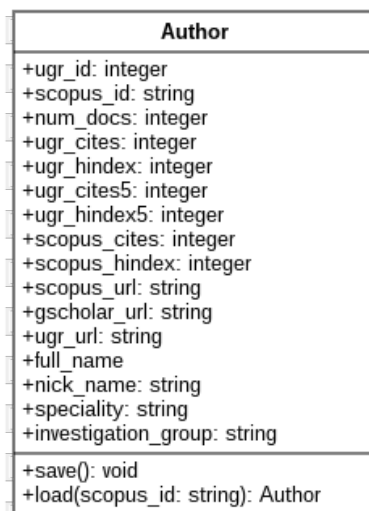 Author
+ugr_id: integer
+scopus_id: string
+num_docs: integer
+ugr_cites: integer
+ugr_hindex: integer
+ugr_cites5: integer
+ugr_hindex5: integer
+scopus_cites: integer
+scopus_hindex: integer
+scopus_url: string
+gscholar_url: string
+ugr_url: string
+full_name
+nick_name: string
+speciality: string
+investigation_group: string
+save(): void
+load(scopus_id: string): Author